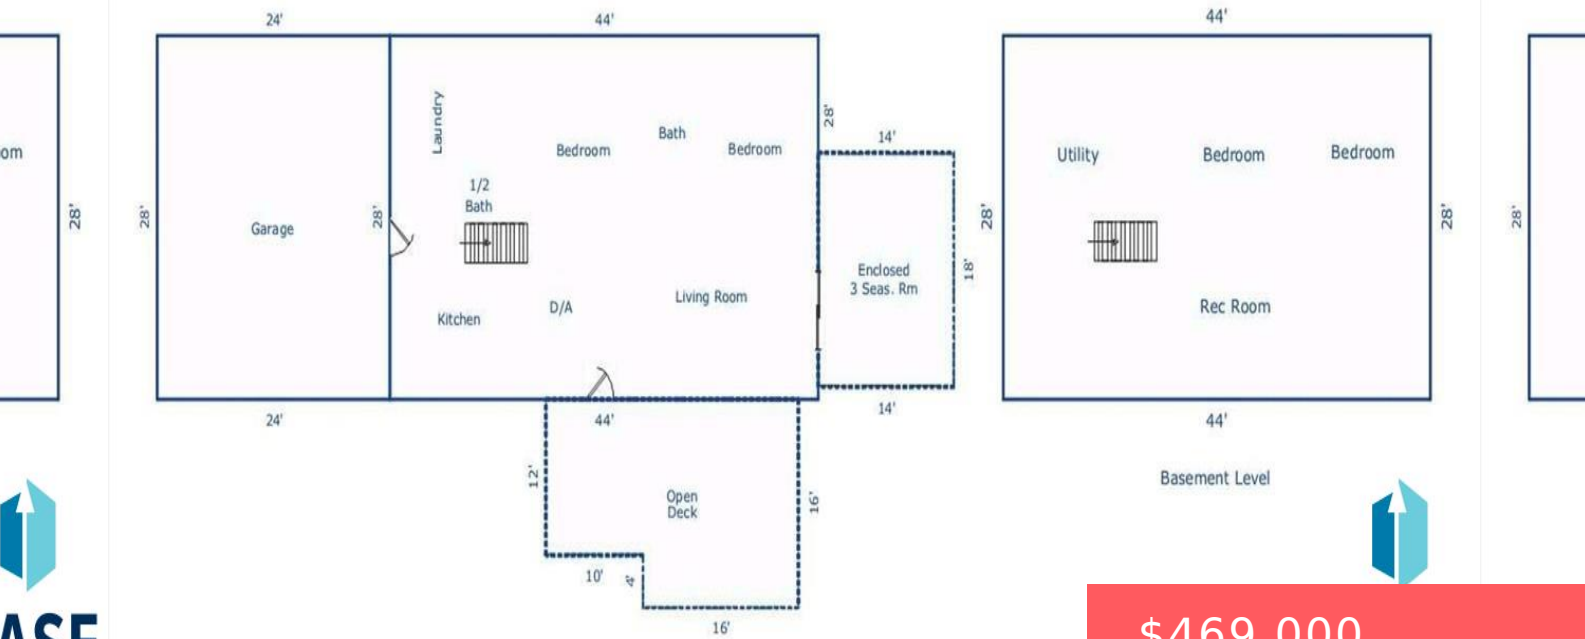 24'
44'
44'
Laundry
28'
14'
om
Bath
Bedroom
Bedroom
Utility
Bedroom
Bedroom
1/2
Bath
28'
28'
Garage
28'
28'
28'
28'
Enclosed
3 Seas. Rm
18'
Kitchen
D/A
Living Room
Rec Room
24'
44'
14'
44'
12'
Open
Deck
16'
Basement Level
10'
4'
16'
ASE
$469,000